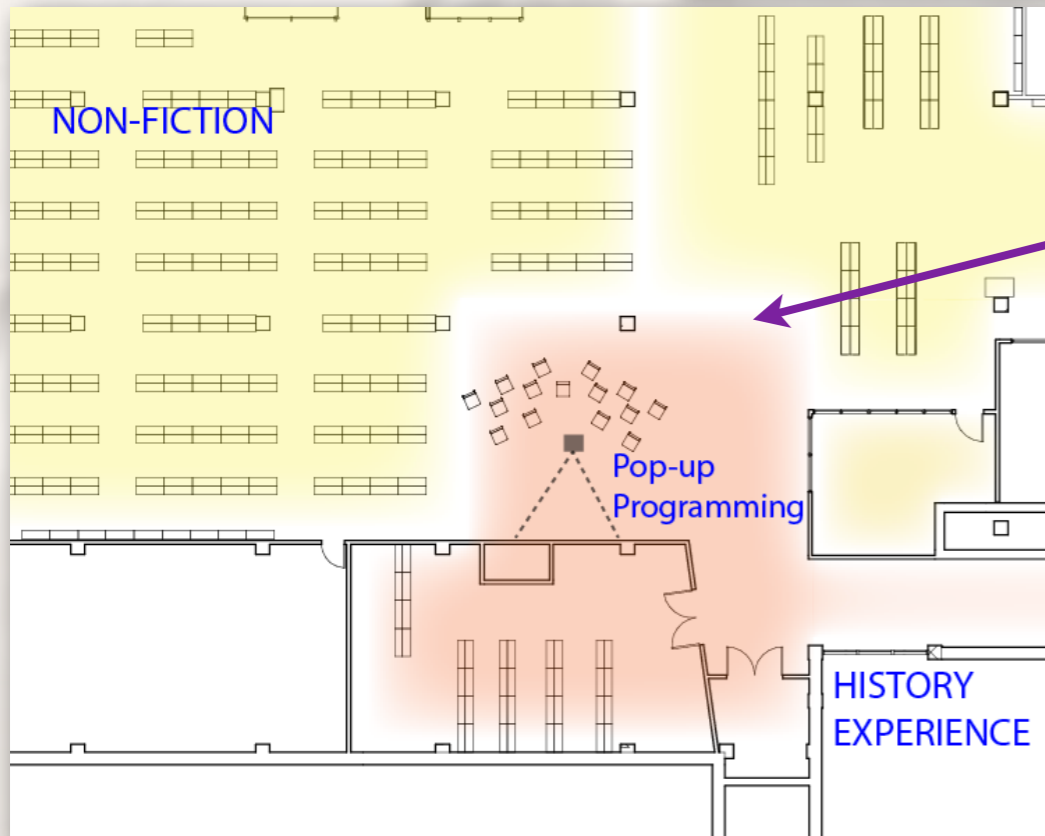 NON-FICTION
Pop-up
Programming
HISTORY
EXPERIENCE